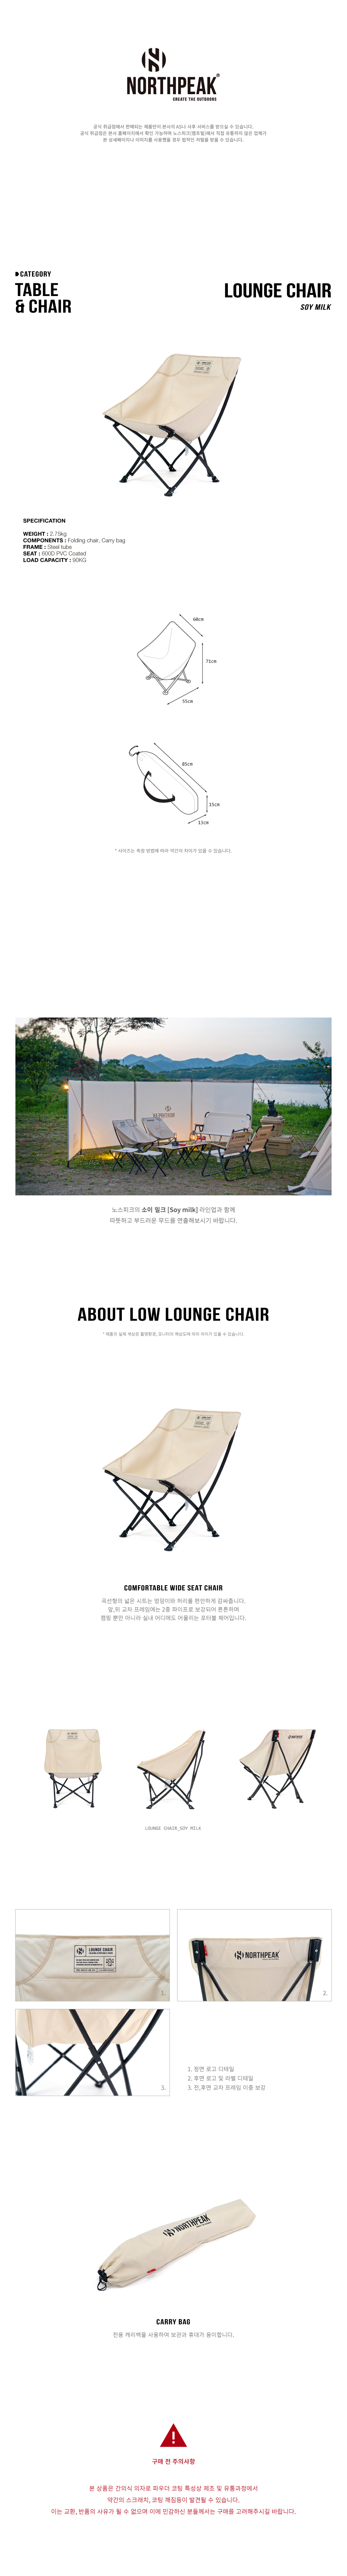 NORTHPEAK®
CREATE THE OUTDOORS
공식 취급점에서 판매되는 제품만이 본사의 AS나 사후 서비스를 받으실 수 있습니다.
공식 취급점은 본사 홈페이지에서 확인 가능하며 노스피크(캠프빌)에서 직접 유통하지 않은 업체가
본 상세페이지나 이미지를 사용했을 경우 법적인 처벌을 받을 수 있습니다.
CATEGORY
TABLE
& CHAIR
LOUNGE CHAIR
SOY MILK
SPECIFICATION
WEIGHT : 2.75kg
COMPONENTS : Folding chair, Carry bag
FRAME : Steel tube
SEAT : 600D PVC Coated
LOAD CAPACITY : 90KG
60cm
71cm
55cm
85cm
15cm
13cm
* 사이즈는 측정 방법에 따라 약간의 차이가 있을 수 있습니다.
NORTHPEAK
노스피크의 소이 밀크 [Soy milk] 라인업과 함께
따뜻하고 부드러운 무드를 연출해보시기 바랍니다.
ABOUT LOW LOUNGE CHAIR
* 제품의 실제 색상은 촬영환경, 모니터의 해상도에 따라 차이가 있을 수 있습니다.
COMFORTABLE WIDE SEAT CHAIR
곡선형의 넓은 시트는 엉덩이와 허리를 편안하게 감싸줍니다.
앞,뒤 교차 프레임에는 2중 파이프로 보강되어 튼튼하며
캠핑 뿐만 아니라 실내 어디에도 어울리는 포터블 체어입니다.
LOUNGE CHAIR_SOY MILK
LOUNGE CHAIR
1.
NORTHPEAK
2.
3.
1. 정면 로고 디테일
2. 후면 로고 및 라벨 디테일
3. 전,후면 교차 프레임 이중 보강
NORTHPEAK
CARRY BAG
전용 캐리백을 사용하여 보관과 휴대가 용이합니다.
구매 전 주의사항
본 상품은 간의식 의자로 파우더 코팅 특성상 제조 및 유통과정에서
약간의 스크래치, 코팅 깨짐등이 발견될 수 있습니다.
이는 교환, 반품의 사유가 될 수 없으며 이에 민감하신 분들께서는 구매를 고려해주시길 바랍니다.